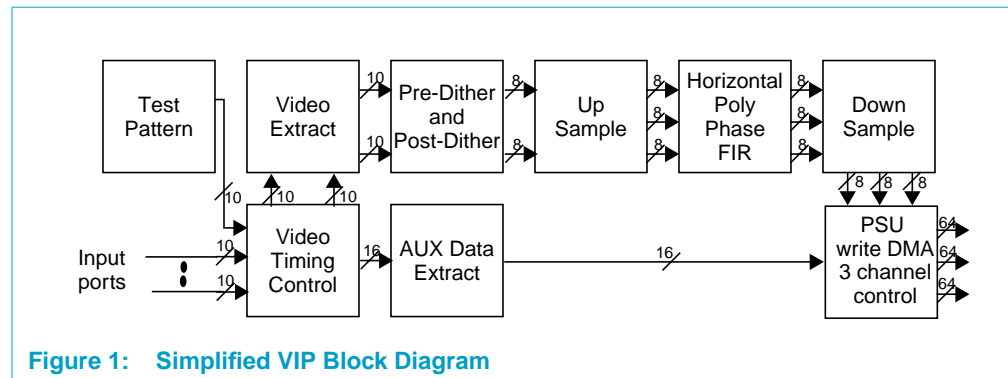 Test Pattern
10
Video Extract
10
10
Pre-Dither and Post-Dither
8
8
Up Sample
8
8
8
Horizontal Poly Phase FIR
8
8
8
Down Sample
8
8
8
10
10
Input ports
10
10
Video Timing Control
16
AUX Data Extract
16
PSU write DMA 3 channel control
64
64
64
Figure 1: Simplified VIP Block Diagram